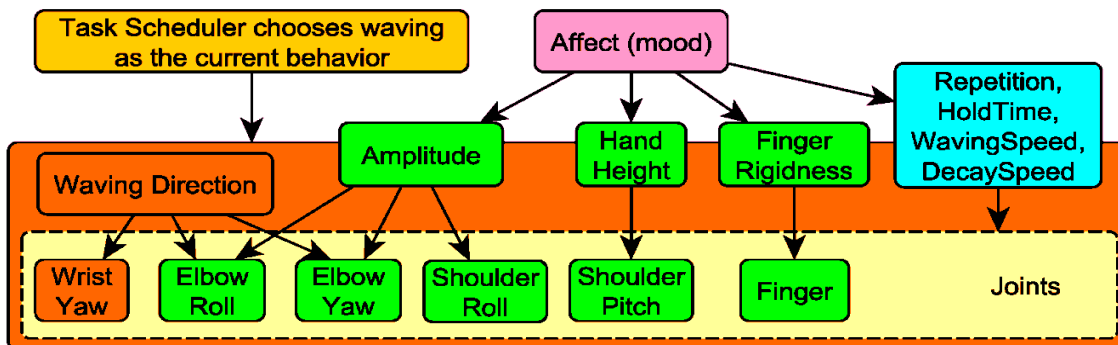 Task Scheduler chooses waving
as the current behavior
Affect (mood)
Repetition,
HoldTime,
WavingSpeed,
DecaySpeed
Amplitude
Hand
Height
Finger
Rigidness
Waving Direction
Wrist
Yaw
Elbow
Roll
Elbow
Yaw
Shoulder
Roll
Shoulder
Pitch
Finger
Joints